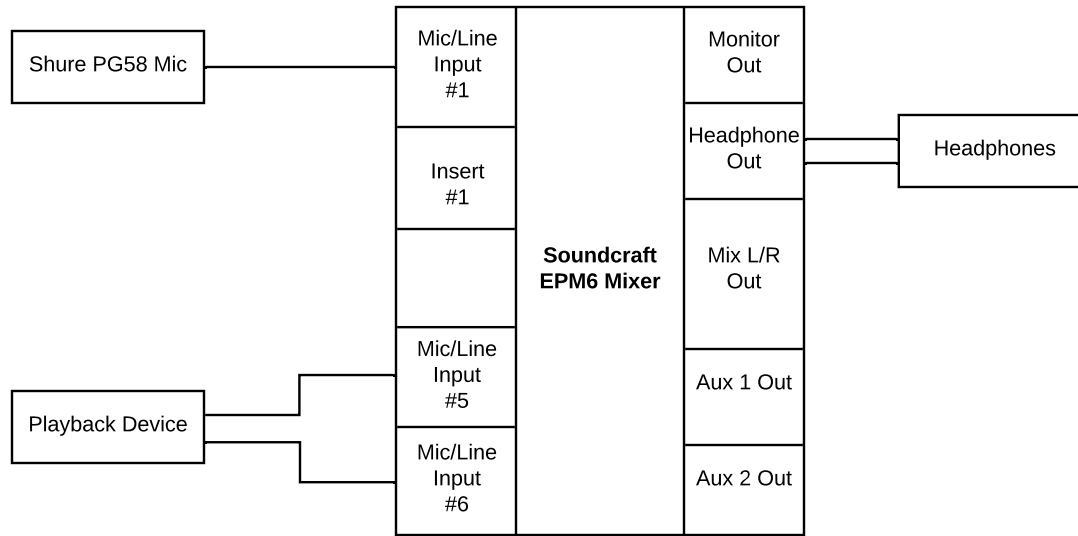 Shure PG58 Mic
Mic/Line
Input
#1
Insert
#1
Mic/Line
Input
#5
Mic/Line
Input
#6
Playback Device
Soundcraft
EPM6 Mixer
Monitor
Out
Headphone
Out
Mix L/R
Out
Aux 1 Out
Aux 2 Out
Headphones